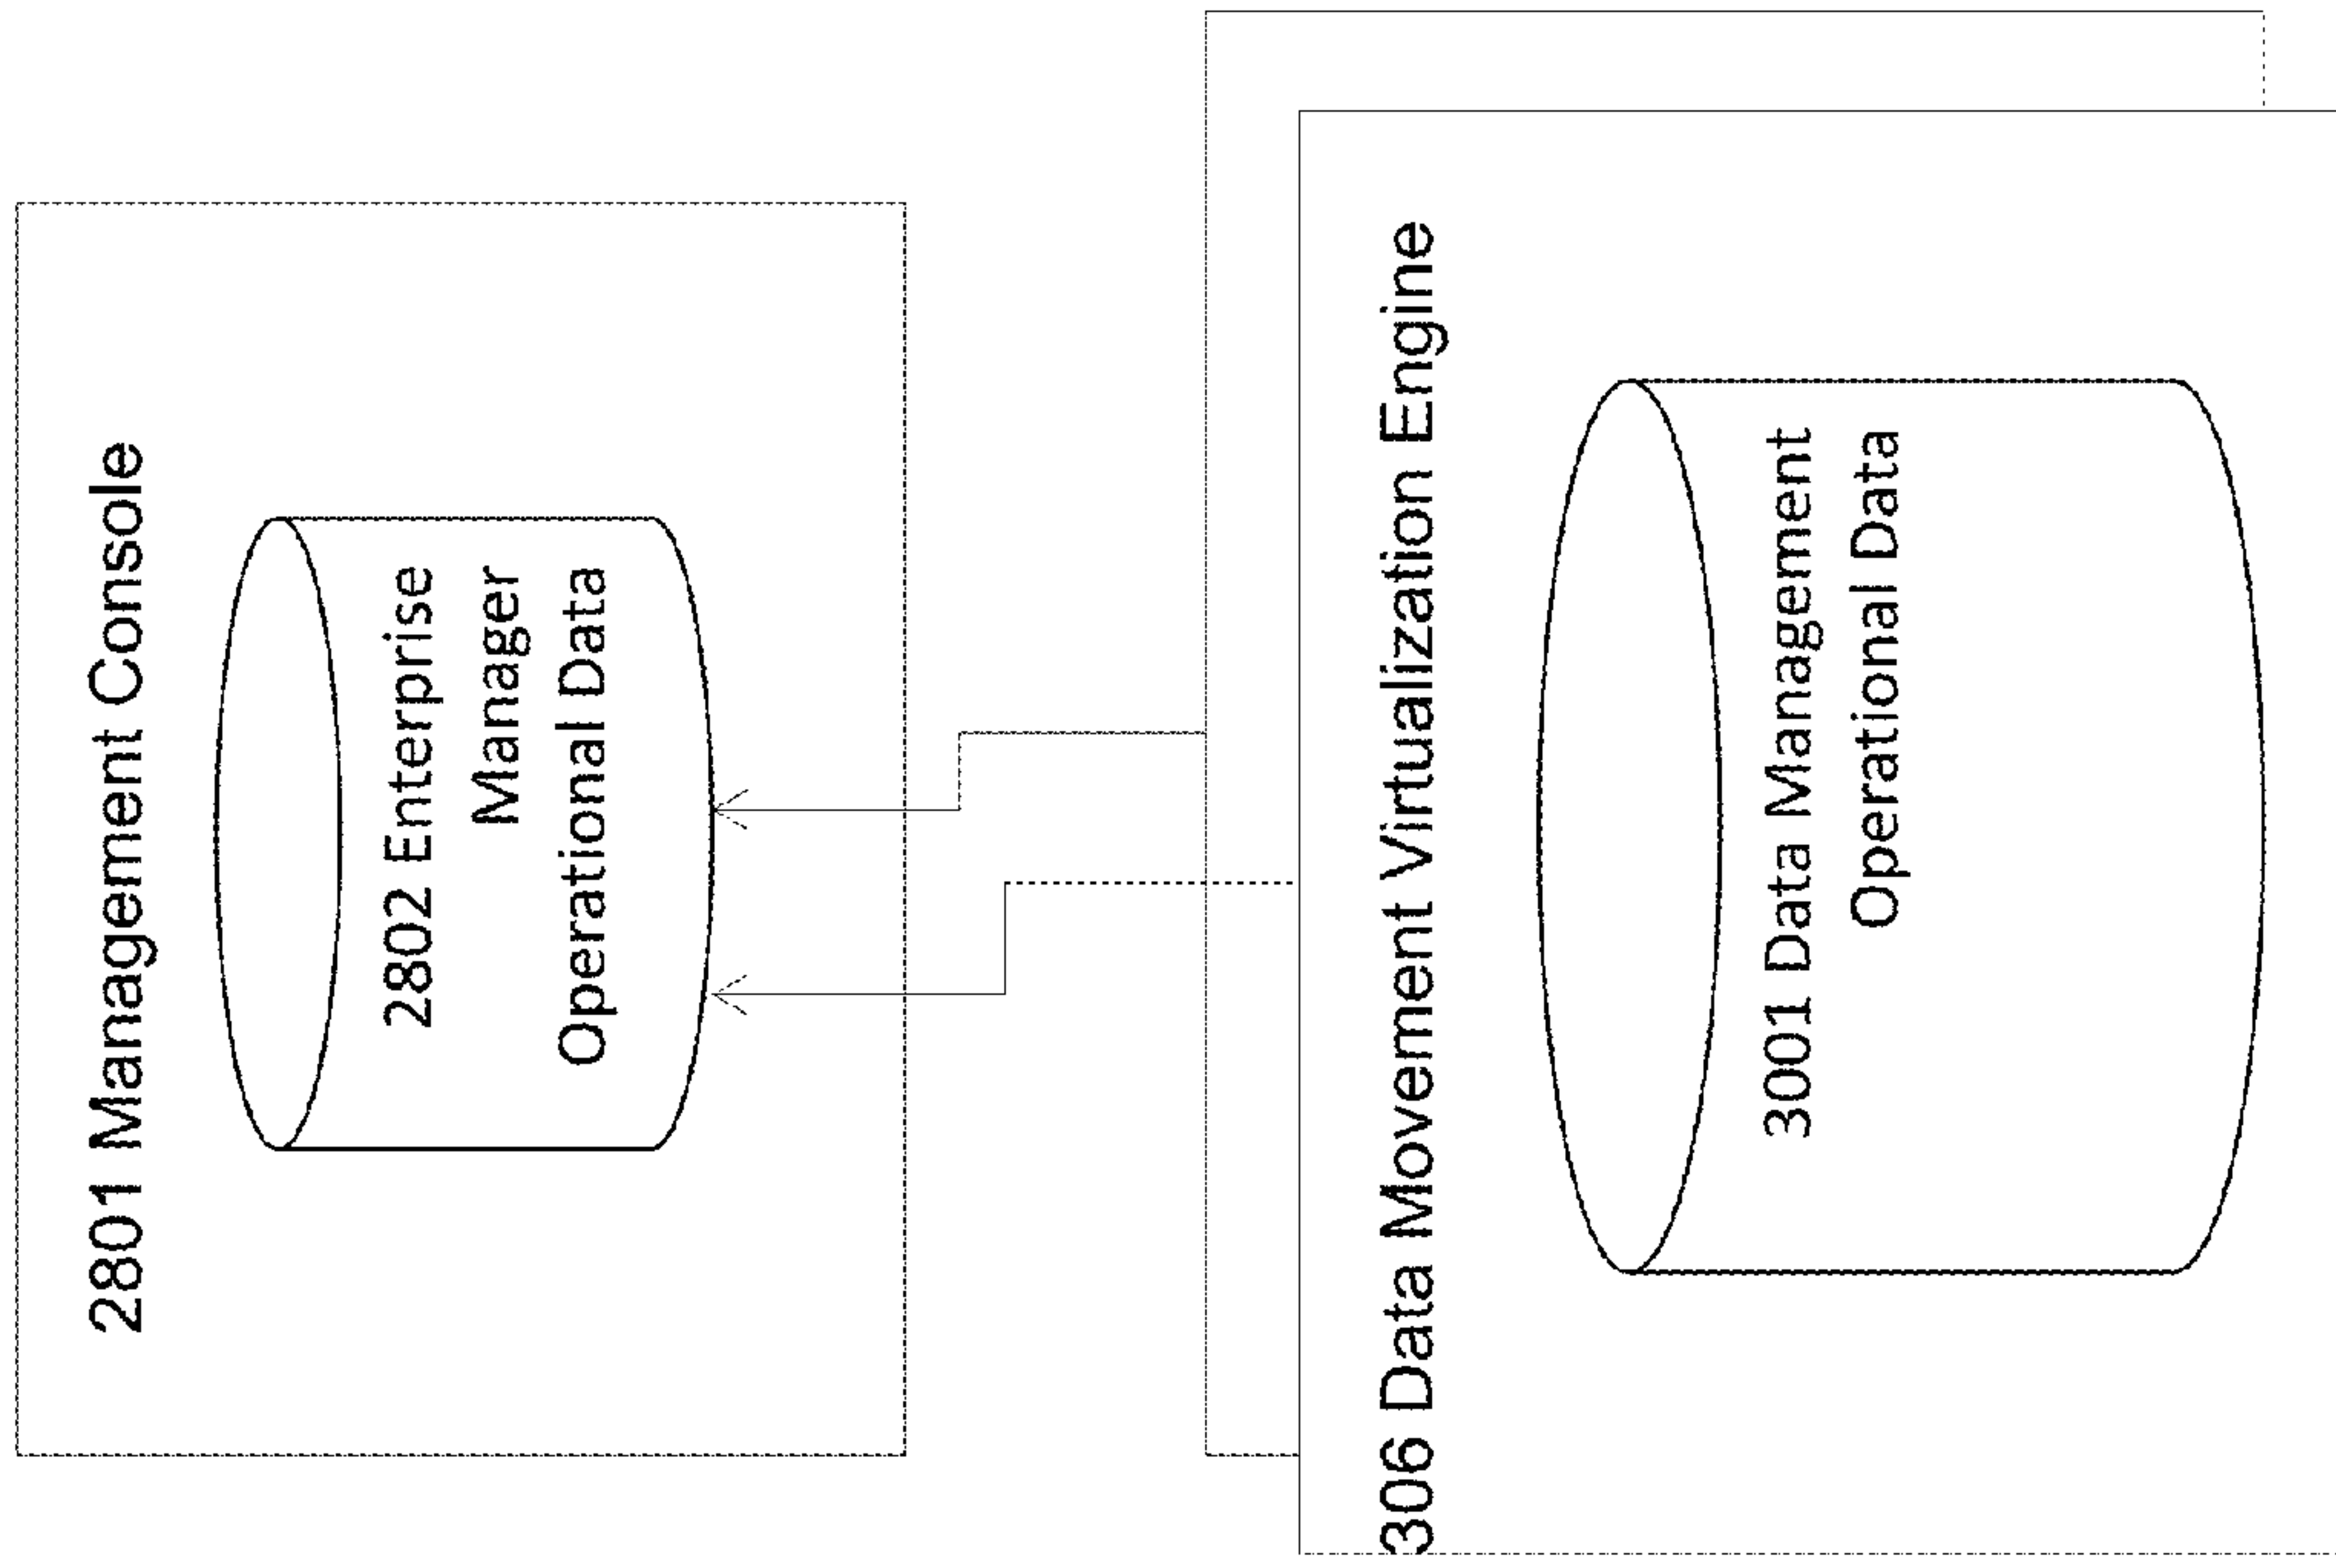 2801 Management Console
2802 Enterprise
Manager
Operational Data
306 Data Movement Virtualization Engine
3001 Data Management
Operational Data